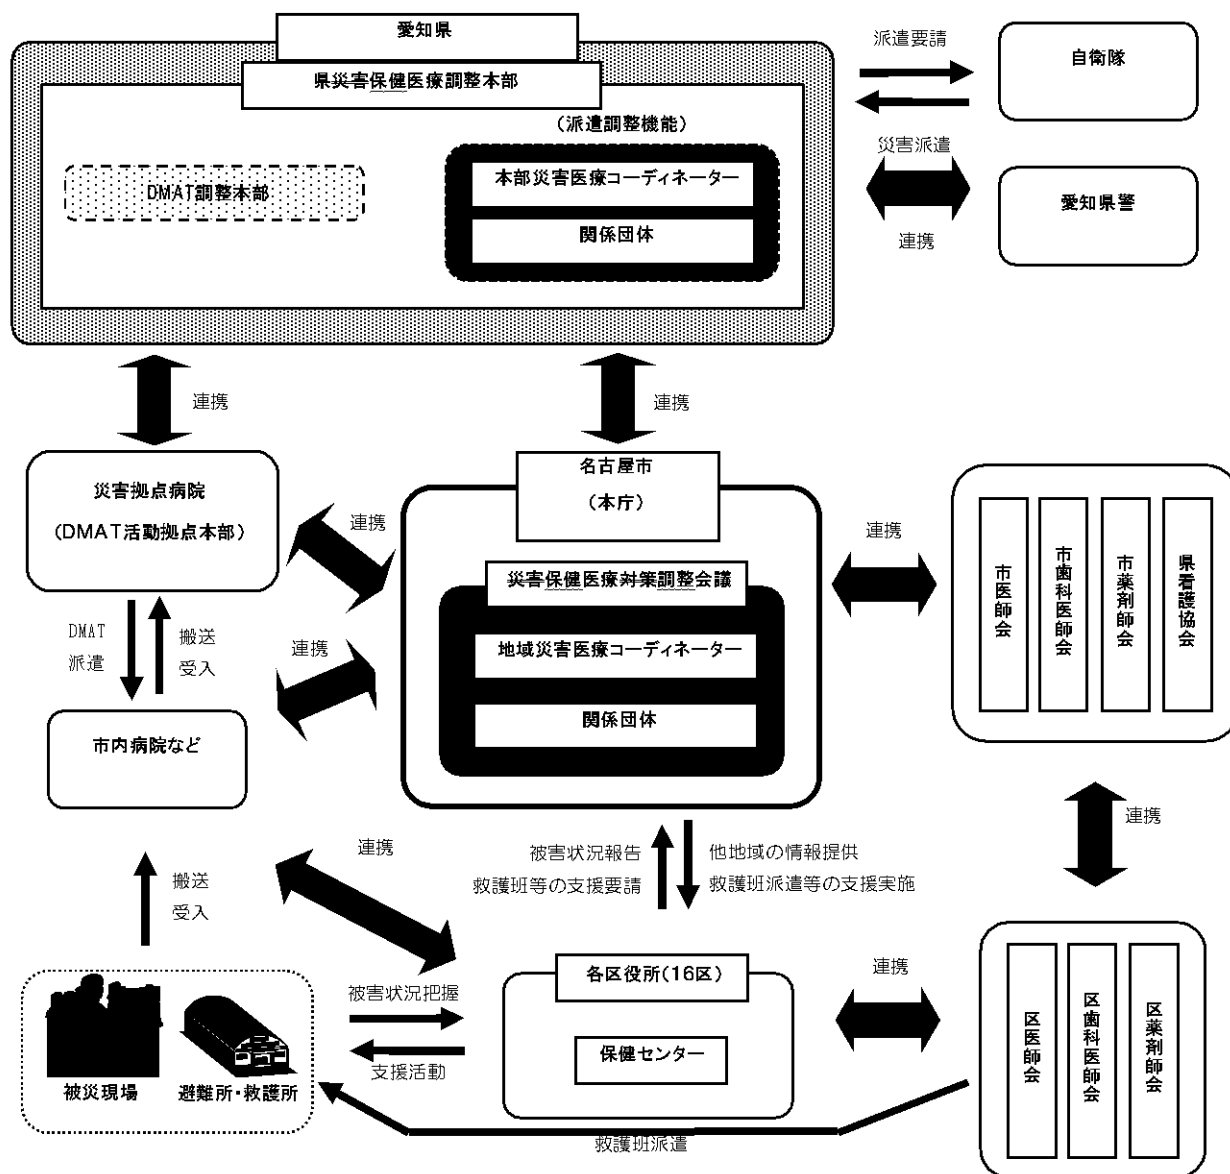 愛知県
県災害保健医療調整本部
(派遣調整機能)
DMAT調整本部
本部災害医療コーディネーター
関係団体
派遣要請
自衛隊
災害派遣
愛知県警
連携
連携
連携
災害拠点病院
(DMAT活動拠点本部)
連携
名古屋市
(本庁)
災害保健医療対策調整会議
地域災害医療コーディネーター
関係団体
連携
市医師会
市歯科医師会
市薬剤師会
県看護協会
DMAT
派遣
搬送
受入
連携
市内病院など
連携
被害状況報告
救護班等の支援要請
他地域の情報提供
救護班派遣等の支援実施
連携
搬送
受入
各区役所(16区)
保健センター
連携
区医師会
区歯科医師会
区薬剤師会
被害状況把握
支援活動
被災現場
避難所・救護所
救護班派遣